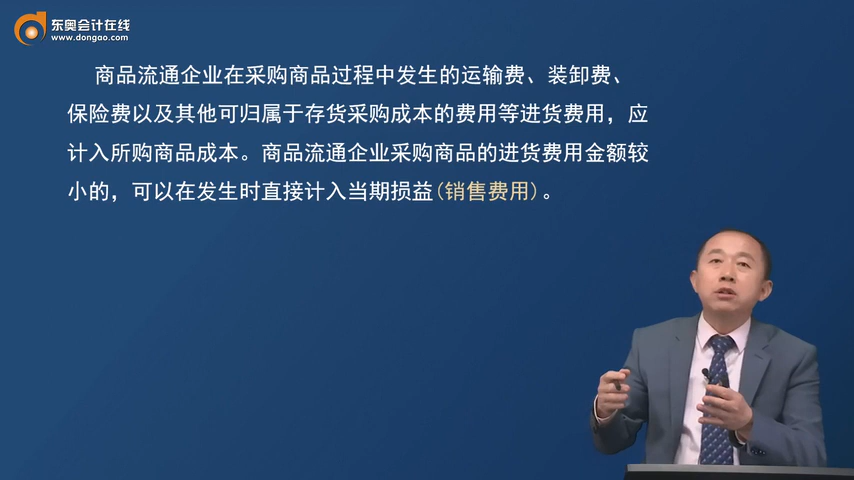 东奥会计在线
www.dongao.com
商品流通企业在采购商品过程中发生的运输费、装卸费、
保险费以及其他可归属于存货采购成本的费用等进货费用，应
计入所购商品成本。商品流通企业采购商品的进货费用金额较
小的，可以在发生时直接计入当期损益(销售费用)。